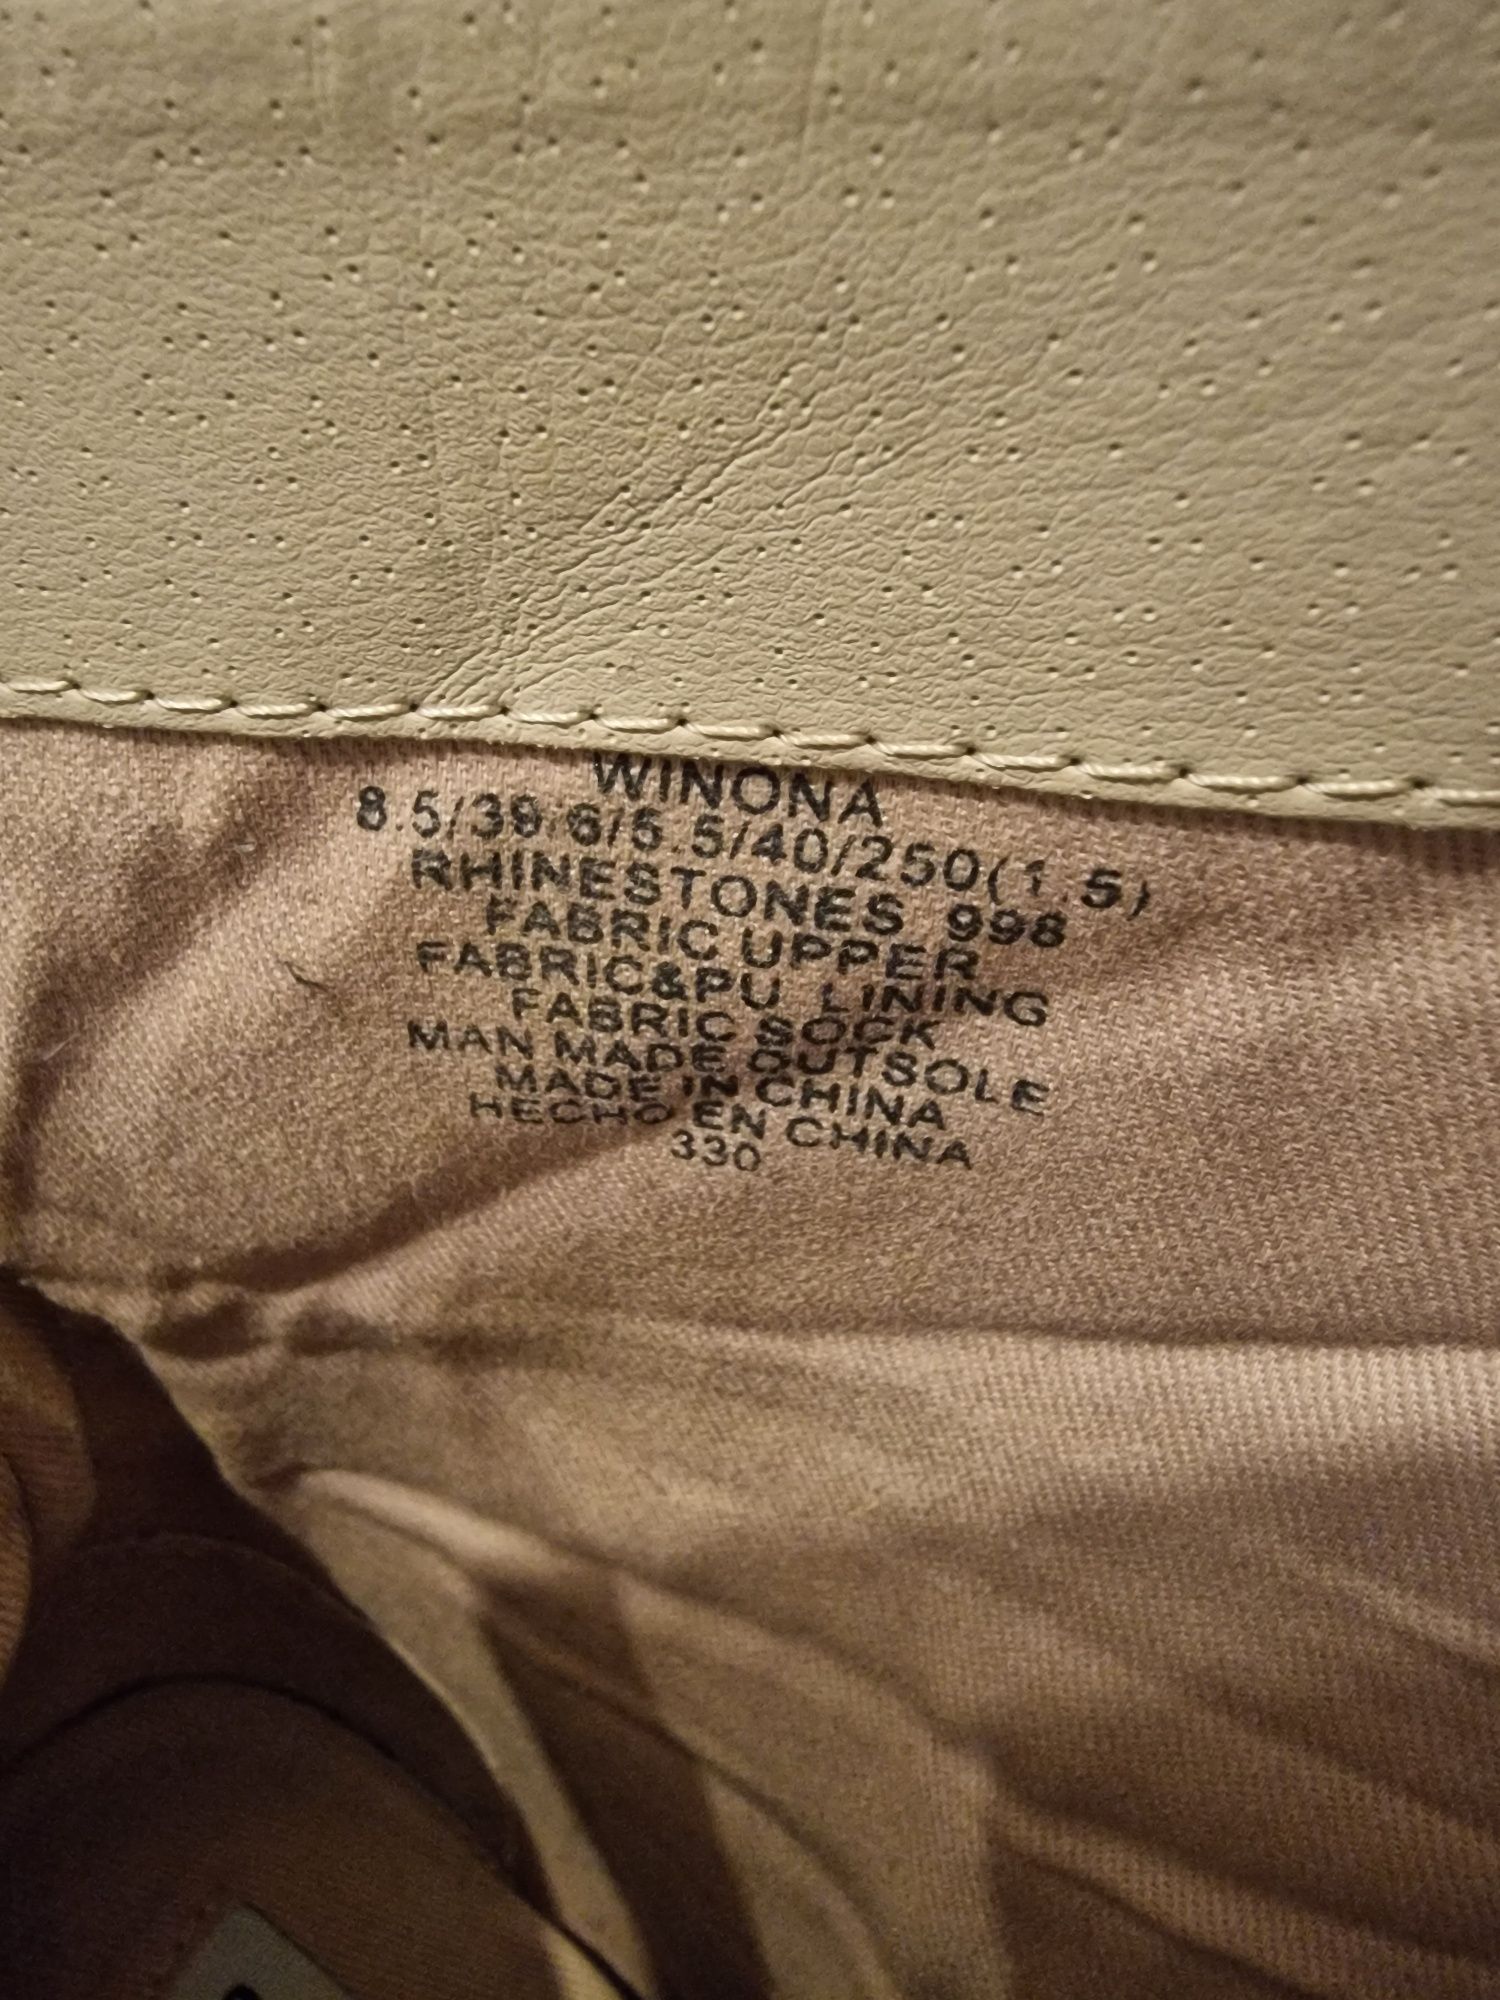 WINONA
8.5/39/6/5.5/40/250(1.5)
RHINESTONES 998
FABRIC UPPER
FABRIC&PU LINING
FABRIC SOCK
MAN MADE OUTSOLE
MADE IN CHINA
HECHO EN CHINA
330